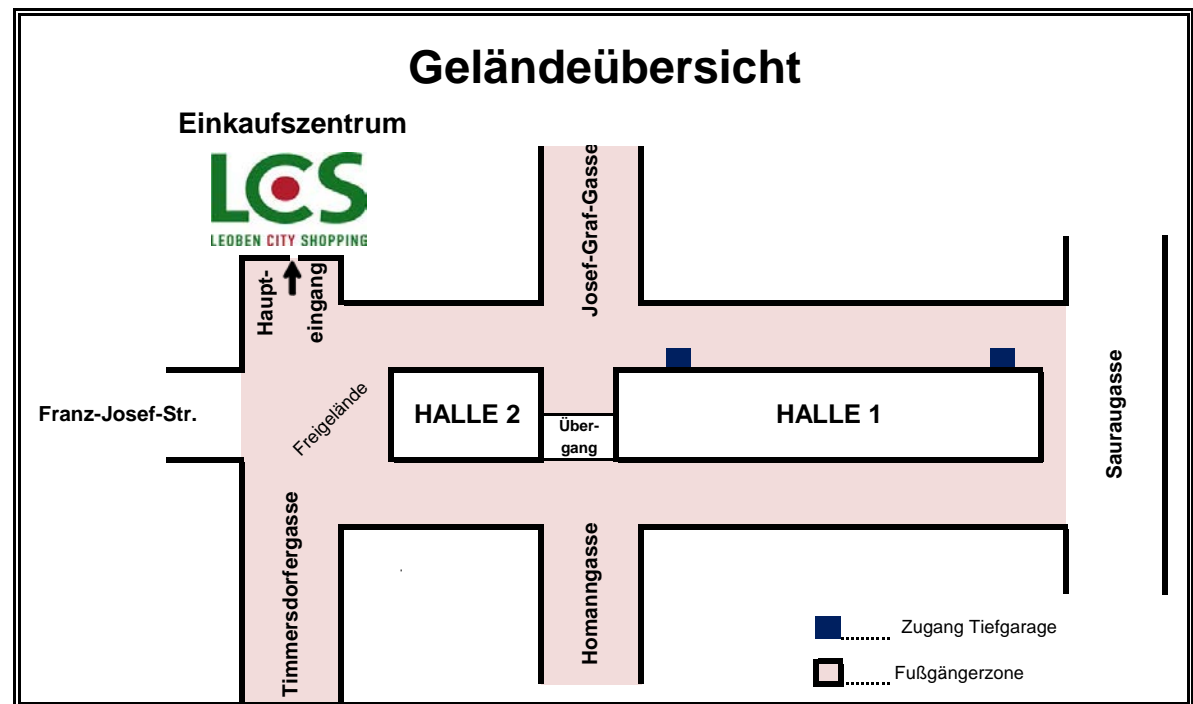 Geländeübersicht
Einkaufszentrum
LCS
LEOBEN CITY SHOPPING
Haupt-
eingang
Josef-Graf-Gasse
Franz-Josef-Str.
Freigelände
HALLE 2
Über-
gang
HALLE 1
Sauraugasse
Timmersdorfergasse
Homanngasse
.......... Zugang Tiefgarage
......... Fußgängerzone